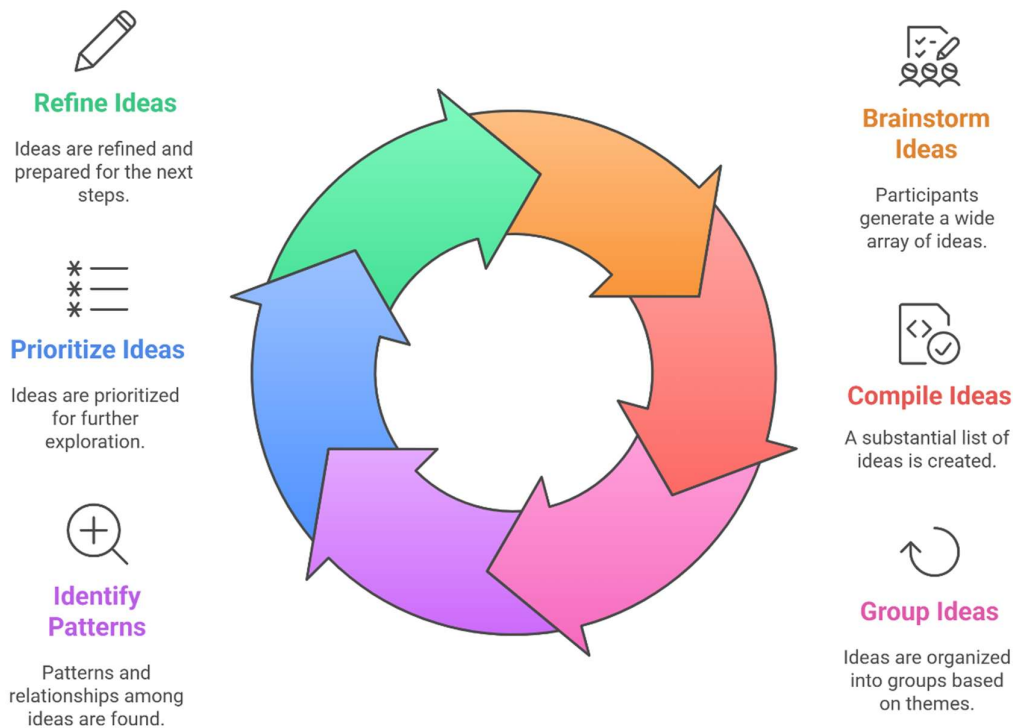 Refine Ideas
Ideas are refined and
prepared for the next
steps.
Prioritize Ideas
Ideas are prioritized
for further
exploration.
Identify
Patterns
Patterns and
relationships among
ideas are found.
Brainstorm
Ideas
Participants
generate a wide
array of ideas.
Compile Ideas
A substantial list of
ideas is created.
Group Ideas
Ideas are organized
into groups based
on themes.